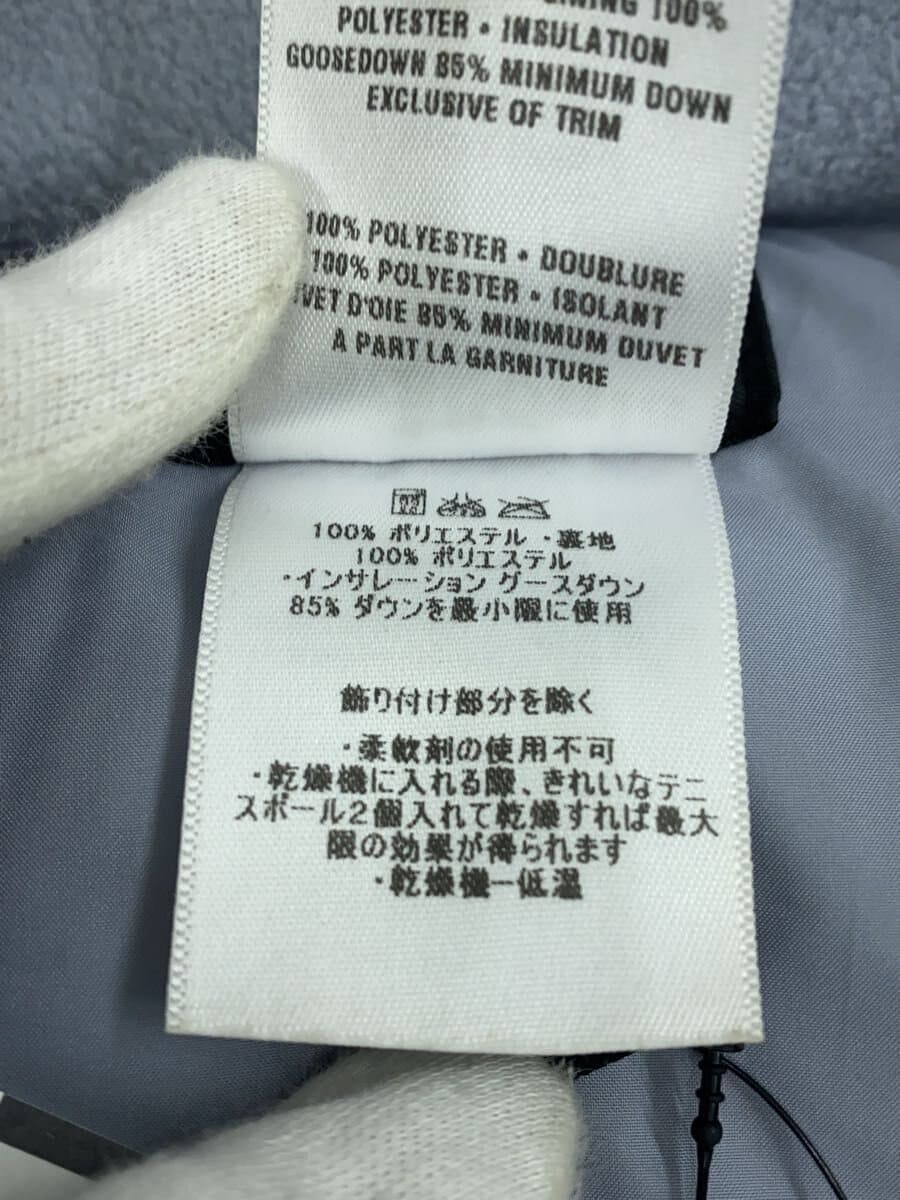 100%
POLYESTER • INSULATION
GOOSEDOWN 85% MINIMUM DOWN
EXCLUSIVE OF TRIM
100% POLYESTER • DOUBLURE
100% POLYESTER • ISOLANT
D'OIE 85% MINIMUM DUVET
A PART LA GARNITURE
100% ポリエステル ・裏地
100% ポリエステル
・インサレーション グースダウン
85% ダウンを最小限に使用
飾り付け部分を除く
・柔軟剤の使用不可
・乾燥機に入れる際、きれいなテニ
スボール2個入れて乾燥すれば最大
限の効果が得られます
・乾燥機ー低温